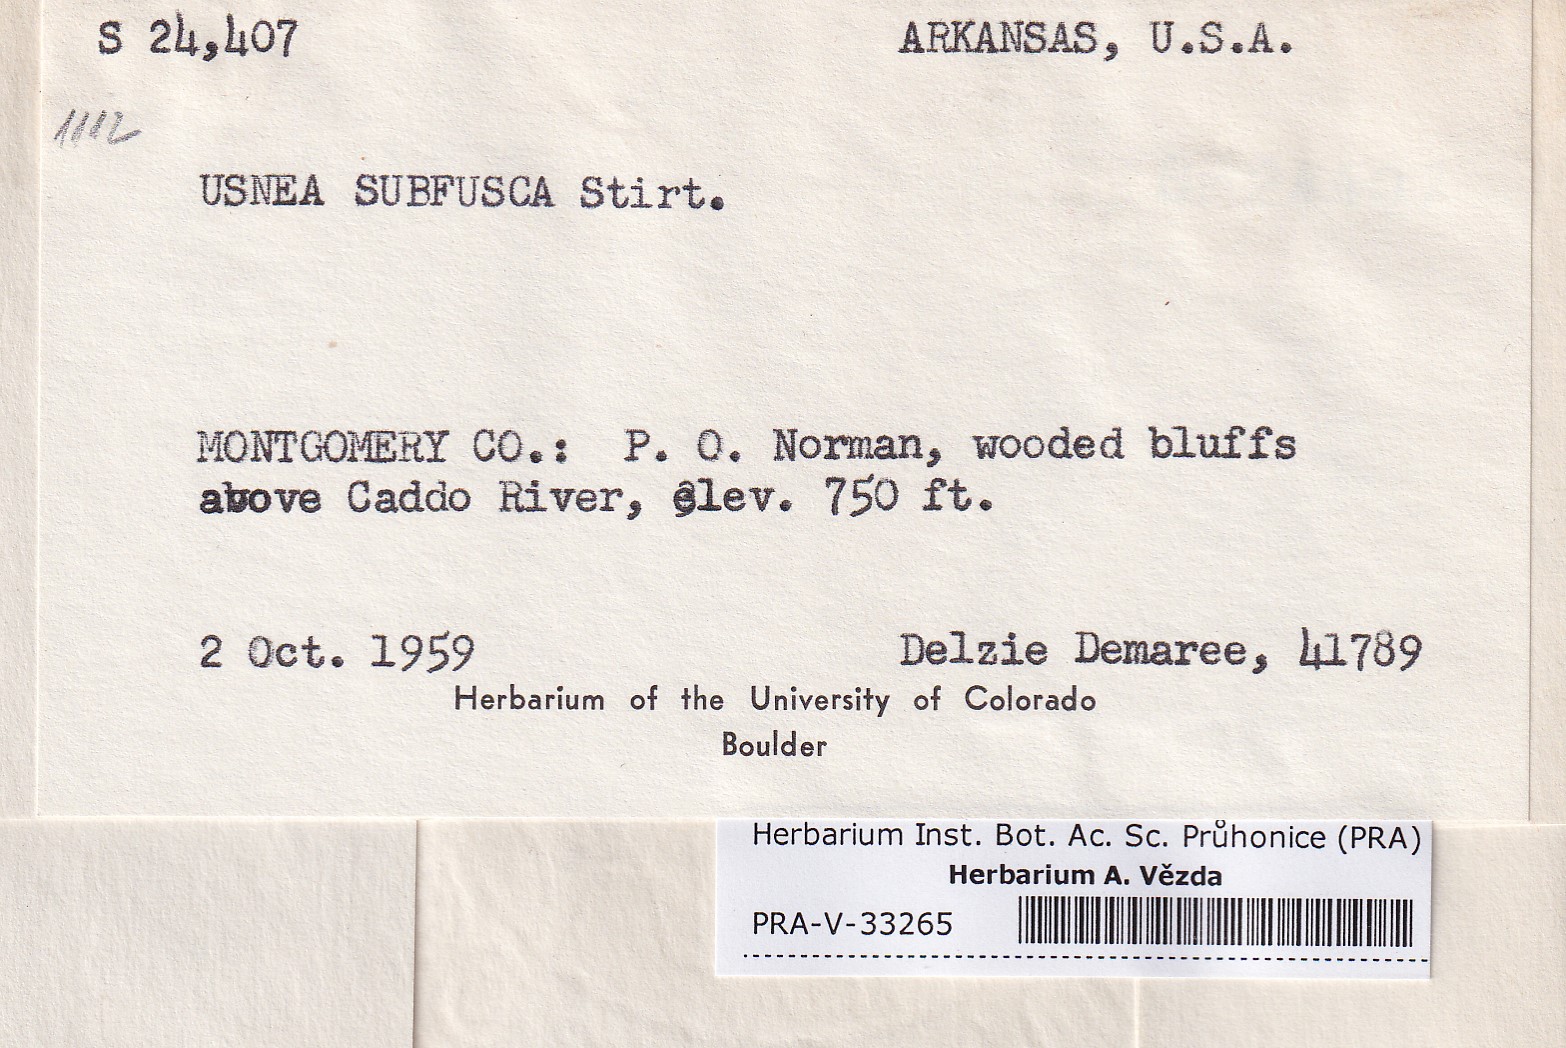 S 24,407 ARKANSAS, U.S.A.
1112
USNEA SUBFUSCA Stirt.
MONTGOMERY CO.: P. O. Norman, wooded bluffs
above Caddo River, elev. 750 ft.
2 Oct. 1959 Delzie Demaree, 41789
Herbarium of the University of Colorado
Boulder
Herbarium Inst. Bot. Ac. Sc. Průhonice (PRA)
Herbarium A. Vězda
PRA-V-33265